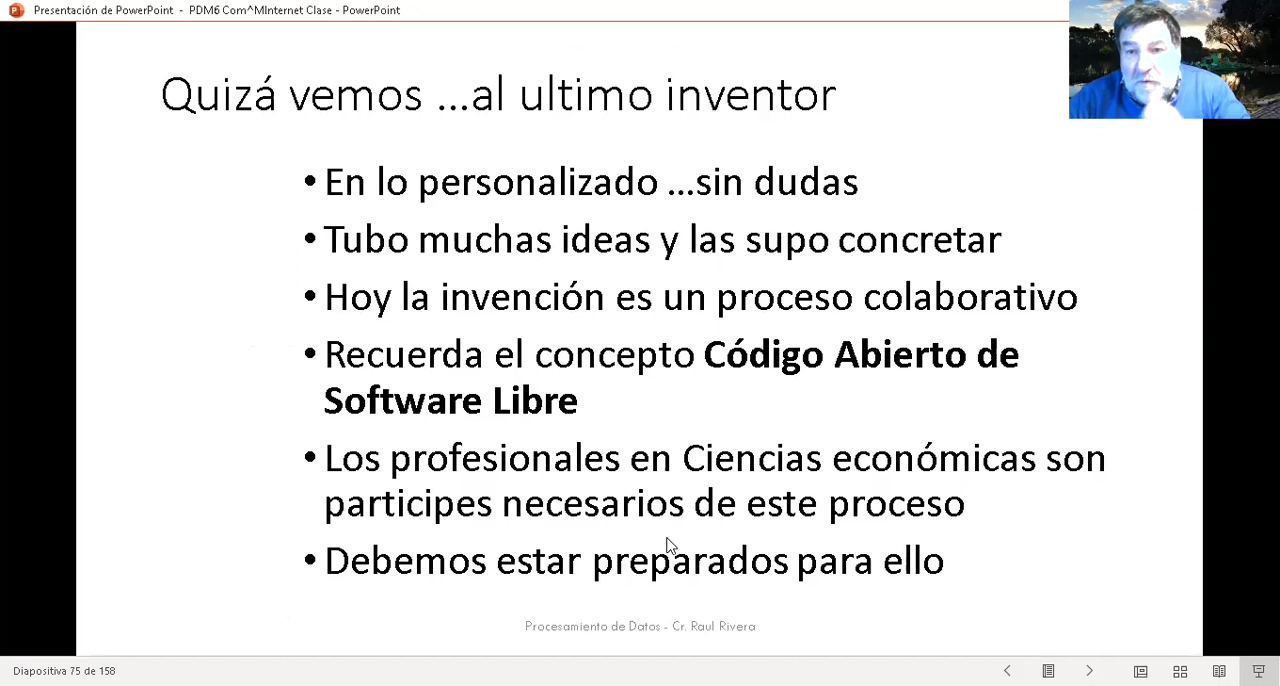 Presentación de PowerPoint - PDM6 Com^MInternet Clase - PowerPoint
Quizá vemos ...al ultimo inventor
• En lo personalizado ...sin dudas
• Tubo muchas ideas y las supo concretar
• Hoy la invención es un proceso colaborativo
• Recuerda el concepto Código Abierto de
Software Libre
• Los profesionales en Ciencias económicas son
participes necesarios de este proceso
• Debemos estar preparados para ello
Procesamiento de Datos - Cr. Raul Rivera
Diapositiva 75 de 158